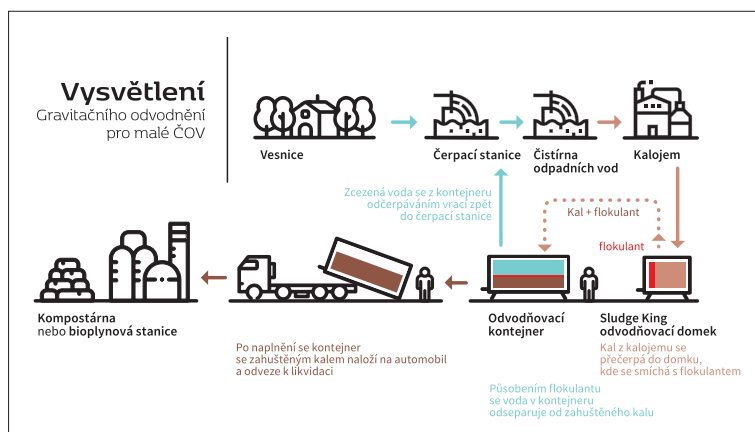 Vysvětlení
Gravitačního odvodnění
pro malé ČOV
Vesnice
Čerpací stanice
Čistírna
odpadních vod
Kalojem
Zcezená voda se z kontejneru
odčerpáváním vrací zpět
do čerpací stanice
Kal + flokulant
flokulant
Kompostárna
nebo bioplynová stanice
Po naplnění se kontejner
se zahuštěným kalem naloží na automobil
a odveze k likvidaci
Odvodňovací
kontejner
Působením flokulantu
se voda v kontejneru
odseparuje od zahuštěného kalu
Sludge King
odvodňovací domek
Kal z kalojemu se
přečerpá do domku,
kde se smíchá s flokulantem